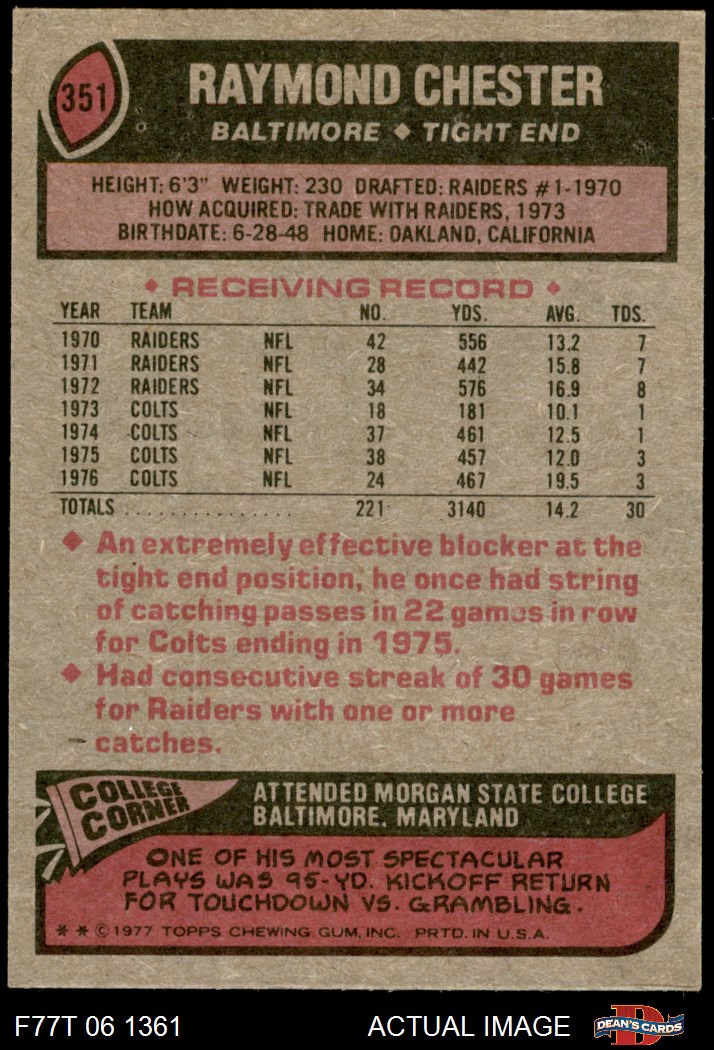 351
RAYMOND CHESTER
BALTIMORE ◆ TIGHT END
HEIGHT: 6'3" WEIGHT: 230 DRAFTED: RAIDERS #1-1970
HOW ACQUIRED: TRADE WITH RAIDERS, 1973
BIRTHDATE: 6-28-48 HOME: OAKLAND, CALIFORNIA
◆ RECEIVING RECORD ◆
YEAR TEAM NO. YDS. AVG. TDS.
1970 RAIDERS NFL 42 556 13.2 7
1971 RAIDERS NFL 28 442 15.8 7
1972 RAIDERS NFL 34 576 16.9 8
1973 COLTS NFL 18 181 10.1 1
1974 COLTS NFL 37 461 12.5 1
1975 COLTS NFL 38 457 12.0 3
1976 COLTS NFL 24 467 19.5 3
TOTALS . . . . . . . . . . . . . . . 221 3140 14.2 30
◆ An extremely effective blocker at the
tight end position, he once had string
of catching passes in 22 games in row
for Colts ending in 1975.
◆ Had consecutive streak of 30 games
for Raiders with one or more
catches.
COLLEGE
CORNER
ATTENDED MORGAN STATE COLLEGE
BALTIMORE, MARYLAND
ONE OF HIS MOST SPECTACULAR
PLAYS WAS 95-YD. KICKOFF RETURN
FOR TOUCHDOWN VS. GRAMBLING.
* * © 1977 TOPPS CHEWING GUM, INC. PRTD. IN U.S.A.
F77T 06 1361 ACTUAL IMAGE
D
DEAN'S CARDS